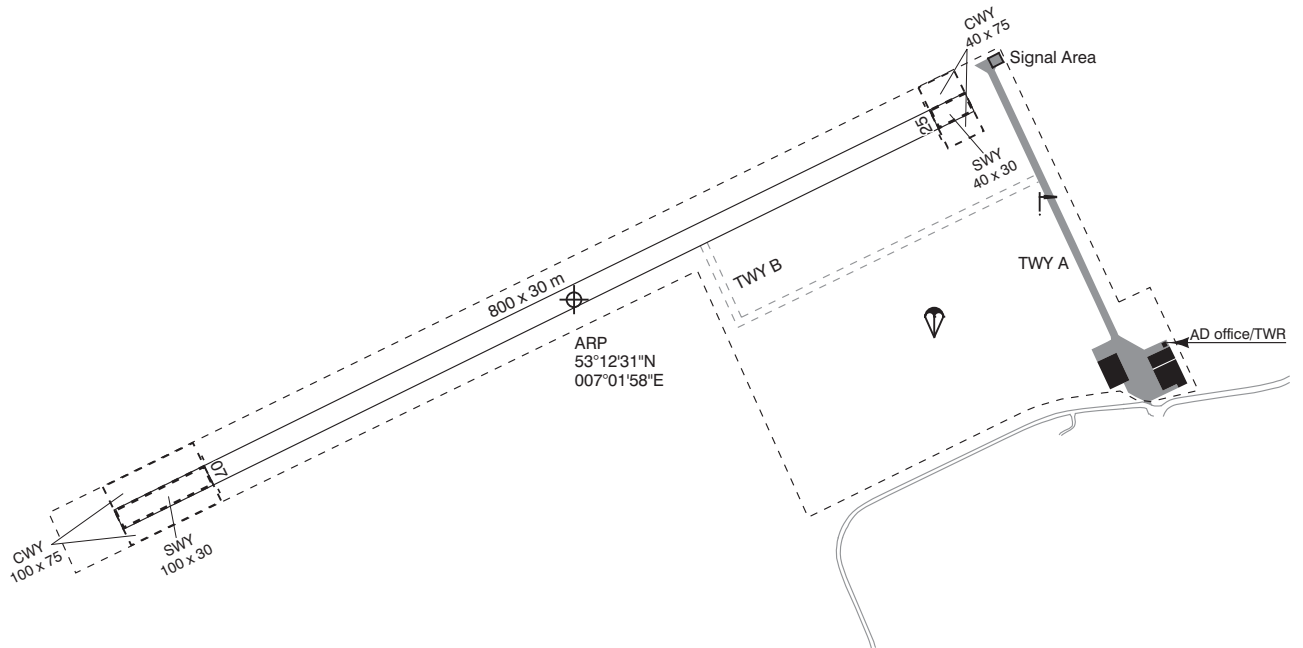 CWY
40 x 75
Signal Area
25
SWY
40 x 30
TWY B
TWY A
800 x 30 m
ARP
53°12'31"N
007°01'58"E
AD office/TWR
07
CWY
100 x 75
SWY
100 x 30